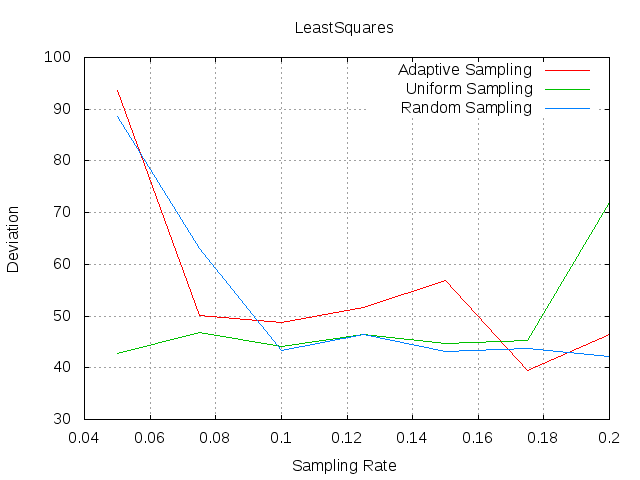 LeastSquares
Adaptive Sampling
Uniform Sampling
Random Sampling
Deviation
100
90
80
70
60
50
40
30
0.04 0.06 0.08 0.1 0.12 0.14 0.16 0.18 0.2
Sampling Rate